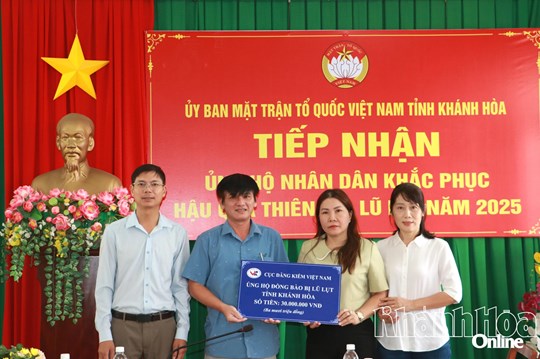 ỦY BAN MẶT TRẬN TỔ QUỐC VIỆT NAM TỈNH KHÁNH HÒA
TIẾP NHẬN
ỦNG HỘ NHÂN DÂN KHẮC PHỤC
HẬU QUẢ THIÊN LŨ NĂM 2025
CỤC ĐĂNG KIỂM VIỆT NAM
ỦNG HỘ ĐỒNG BÀO BỊ LŨ LỤT
TỈNH KHÁNH HÒA
SỐ TIỀN: 30.000.000 VNĐ
(Ba mươi triệu đồng)
KhánhHòa
Online